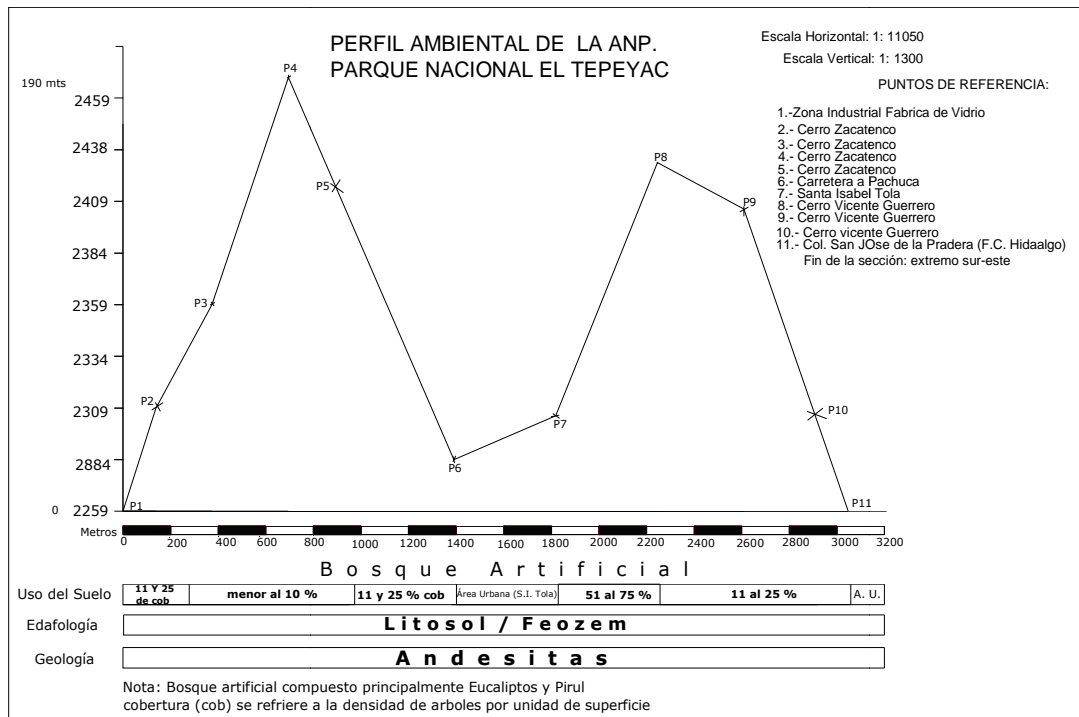 PERFIL AMBIENTAL DE LA ANP.
PARQUE NACIONAL EL TEPEYAC
Escala Horizontal: 1: 11050
Escala Vertical: 1: 1300
PUNTOS DE REFERENCIA:
1.-Zona Industrial Fabrica de Vidrio
2.- Cerro Zacatenco
3.- Cerro Zacatenco
4.- Cerro Zacatenco
5.- Cerro Zacatenco
6.- Carretera a Pachuca
7.- Santa Isabel Tola
8.- Cerro Vicente Guerrero
9.- Cerro Vicente Guerrero
10.- Cerro vicente Guerrero
11.- Col. San JOse de la Pradera (F.C. Hidaalgo)
Fin de la sección: extremo sur-este
190 mts
2459
2438
2409
2384
2359
2334
2309
2884
0 2259
P1
P2
P3
P4
P5
P6
P7
P8
P9
P10
P11
Metros
0 200 400 600 800 1000 1200 1400 1600 1800 2000 2200 2400 2600 2800 3000 3200
Bosque Artificial
Uso del Suelo
11 Y 25
de cob
menor al 10 %
11 y 25 % cob
Área Urbana (S.I. Tola)
51 al 75 %
11 al 25 %
A. U.
Edafología
Litosol / Feozem
Geología
Andesitas
Nota: Bosque artificial compuesto principalmente Eucaliptos y Pirul
cobertura (cob) se refriere a la densidad de arboles por unidad de superficie